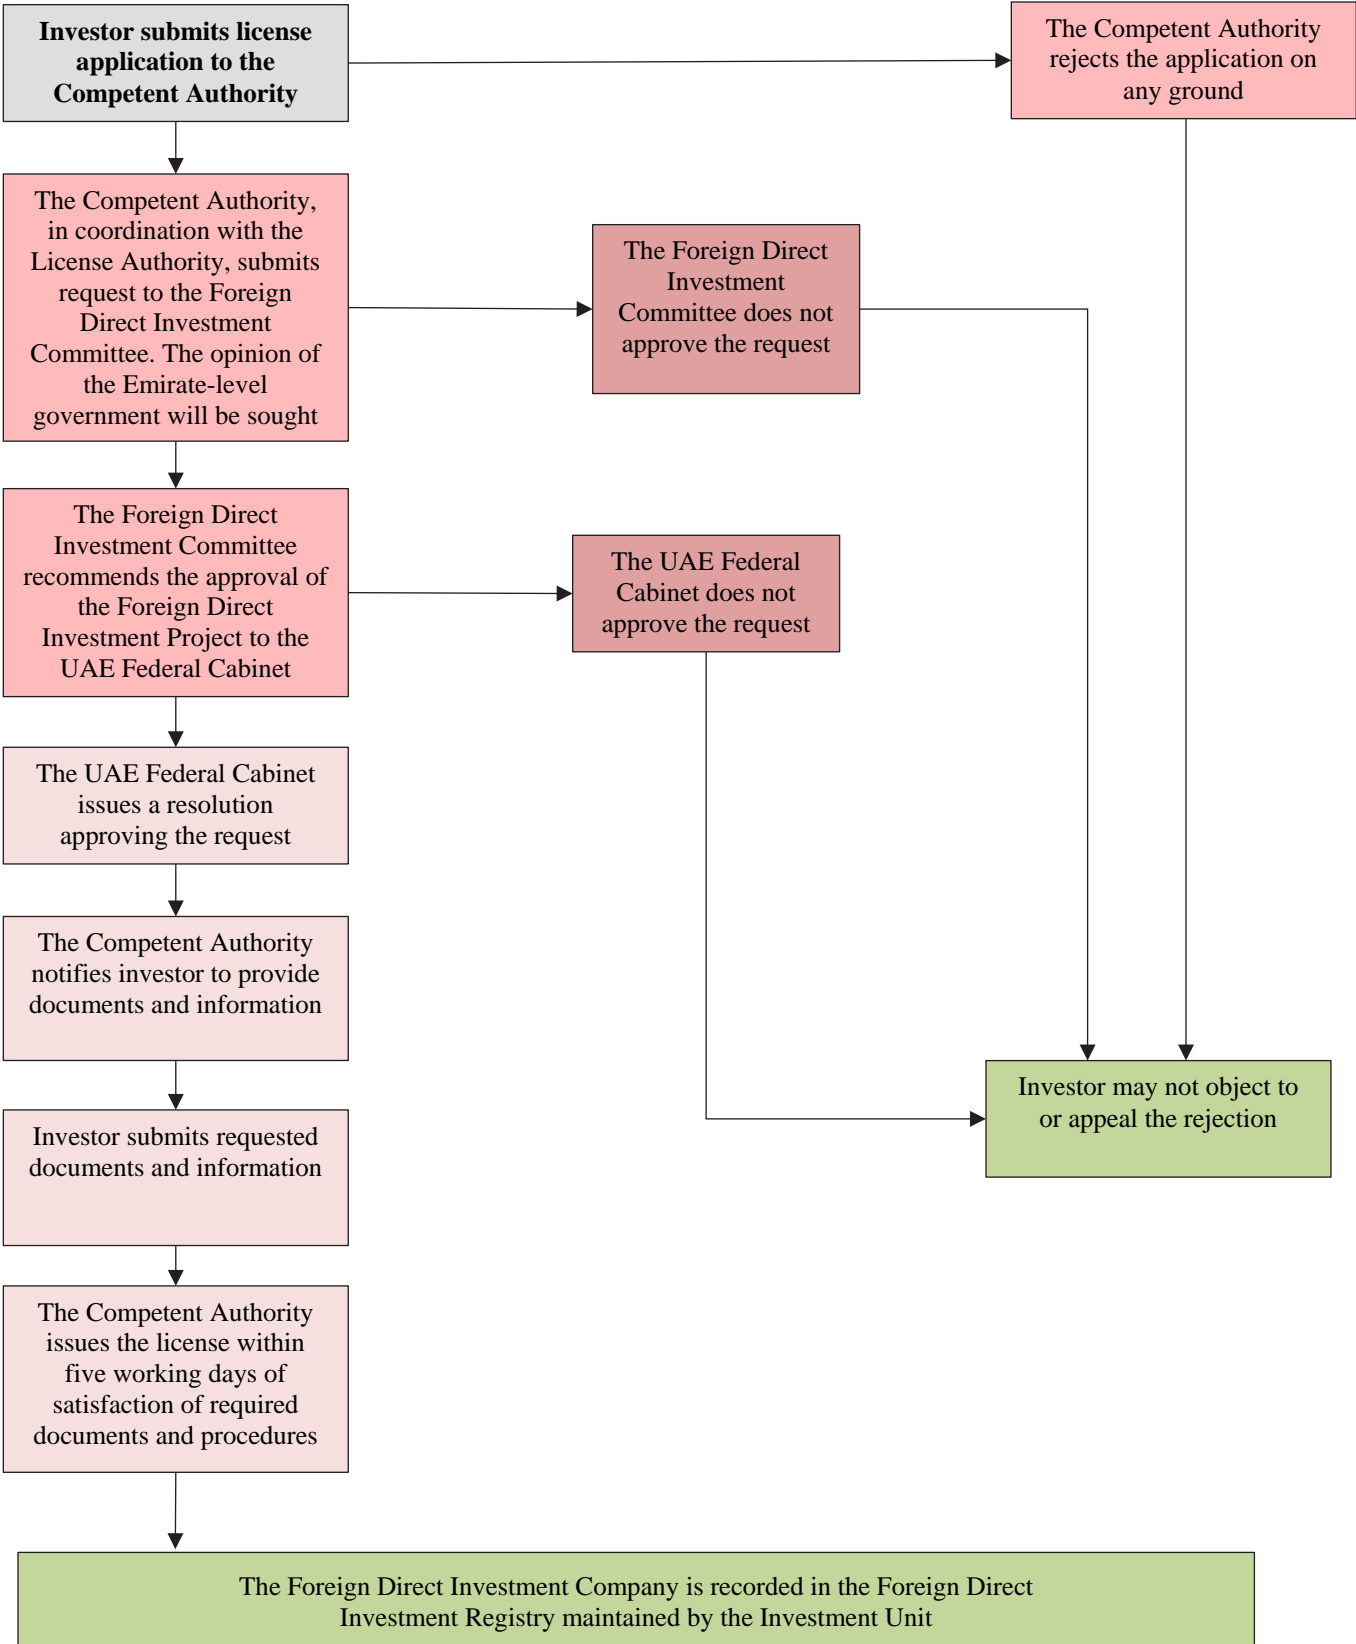 Investor submits license
application to the
Competent Authority
The Competent Authority
rejects the application on
any ground
The Competent Authority,
in coordination with the
License Authority, submits
request to the Foreign
Direct Investment
Committee. The opinion of
the Emirate-level
government will be sought
The Foreign Direct
Investment
Committee does not
approve the request
The Foreign Direct
Investment Committee
recommends the approval of
the Foreign Direct
Investment Project to the
UAE Federal Cabinet
The UAE Federal
Cabinet does not
approve the request
The UAE Federal Cabinet
issues a resolution
approving the request
The Competent Authority
notifies investor to provide
documents and information
Investor may not object to
or appeal the rejection
Investor submits requested
documents and information
The Competent Authority
issues the license within
five working days of
satisfaction of required
documents and procedures
The Foreign Direct Investment Company is recorded in the Foreign Direct
Investment Registry maintained by the Investment Unit